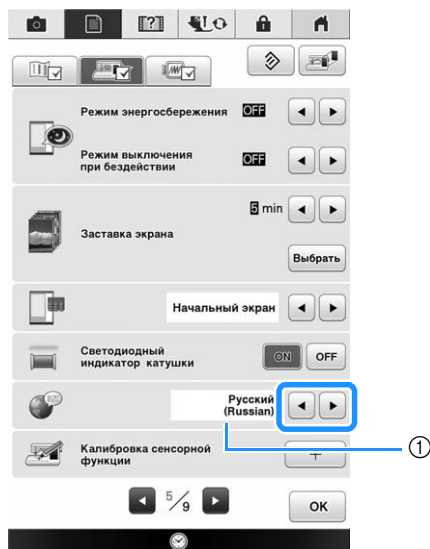 Режим энергосбережения OFF
Режим выключения
при бездействии OFF
5 min
Заставка экрана
Выбрать
Начальный экран
Светодиодный
индикатор катушки ON OFF
Русский
(Russian)
①
Калибровка сенсорной
функции +
5/9 OK